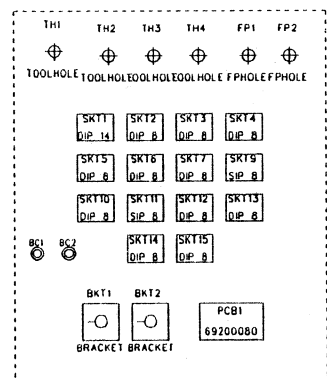 TH1 TH2 TH3 TH4 FP1 FP2
TOOLHOLE TOOLHOLE TOOLHOLE TOOLHOLE FPHOLE FPHOLE
SKT1 SKT2 SKT3 SKT4
DIP 14 DIP 8 DIP 8 DIP 8
SKT5 SKT6 SKT7 SKT9
DIP 8 DIP 8 DIP 8 SIP 8
SKT10 SKT11 SKT12 SKT13
DIP 8 SIP 8 DIP 8 DIP 8
BC1 BC2 SKT14 SKT15
DIP 8 DIP 8
BKT1 BKT2 PCB1
69200080
BRACKET BRACKET